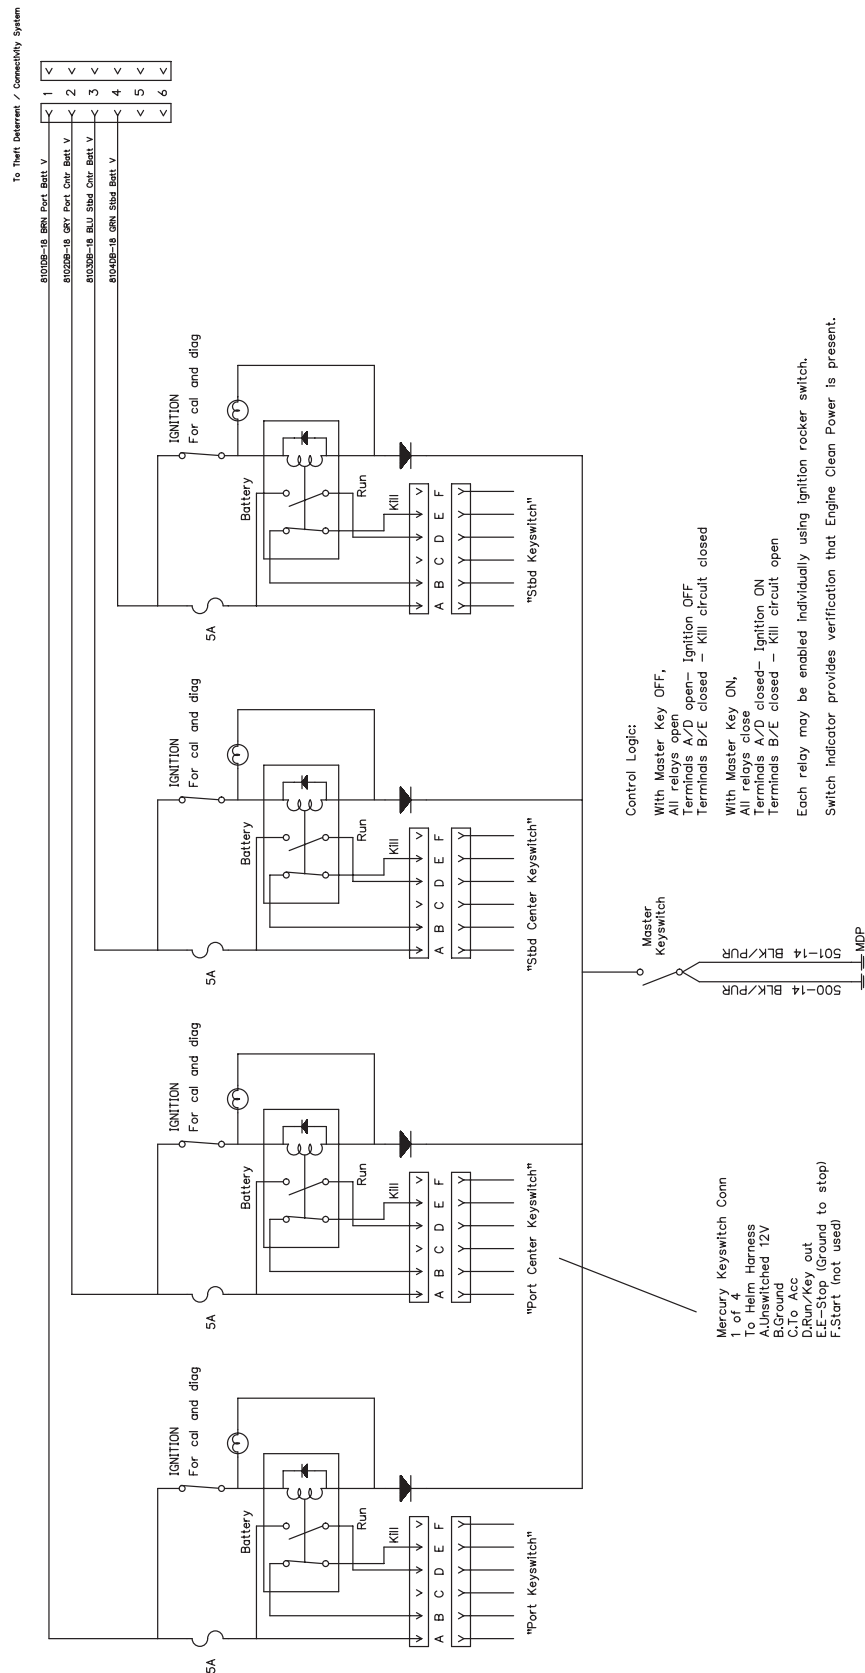 To Theft Deterrent / Connectivity System
1
2
3
4
5
6
8101DB-18 BRN Port Batt V
8102DB-18 GRY Port Cntr Batt V
8103DB-18 BLU Stbd Cntr Batt V
8104DB-18 GRN Stbd Batt V
5A
IGNITION
For cal and diag
Battery
Run
Kill
A B C D E F
"Port Keyswitch"
5A
IGNITION
For cal and diag
Battery
Run
Kill
A B C D E F
"Port Center Keyswitch"
5A
IGNITION
For cal and diag
Battery
Run
Kill
A B C D E F
"Stbd Center Keyswitch"
5A
IGNITION
For cal and diag
Battery
Run
Kill
A B C D E F
"Stbd Keyswitch"
Mercury Keyswitch Conn
1 of 4
To Helm Harness
A.Unswitched 12V
B.Ground
C.To Acc
D.Run/Key out
E.E-Stop (Ground to stop)
F.Start (not used)
Master
Keyswitch
500-14 BLK/PUR
501-14 BLK/PUR
MDP
Control Logic:
With Master Key OFF,
All relays open
Terminals A/D open- Ignition OFF
Terminals B/E closed - Kill circuit closed
With Master Key ON,
All relays close
Terminals A/D closed- Ignition ON
Terminals B/E closed - Kill circuit open
Each relay may be enabled individually using ignition rocker switch.
Switch indicator provides verification that Engine Clean Power is present.